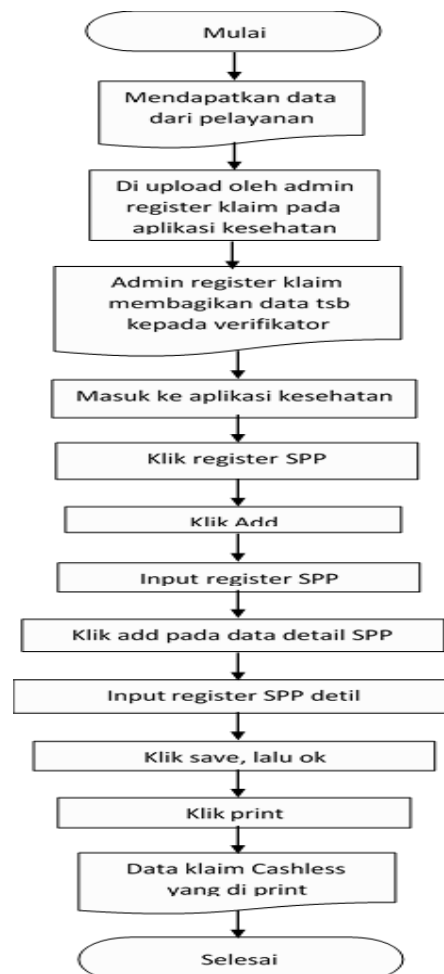 Mulai
Mendapatkan data
dari pelayanan
Di upload oleh admin
register klaim pada
aplikasi kesehatan
Admin register klaim
membagikan data tsb
kepada verifikator
Masuk ke aplikasi kesehatan
Klik register SPP
Klik Add
Input register SPP
Klik add pada data detail SPP
Input register SPP detil
Klik save, lalu ok
Klik print
Data klaim Cashless
yang di print
Selesai